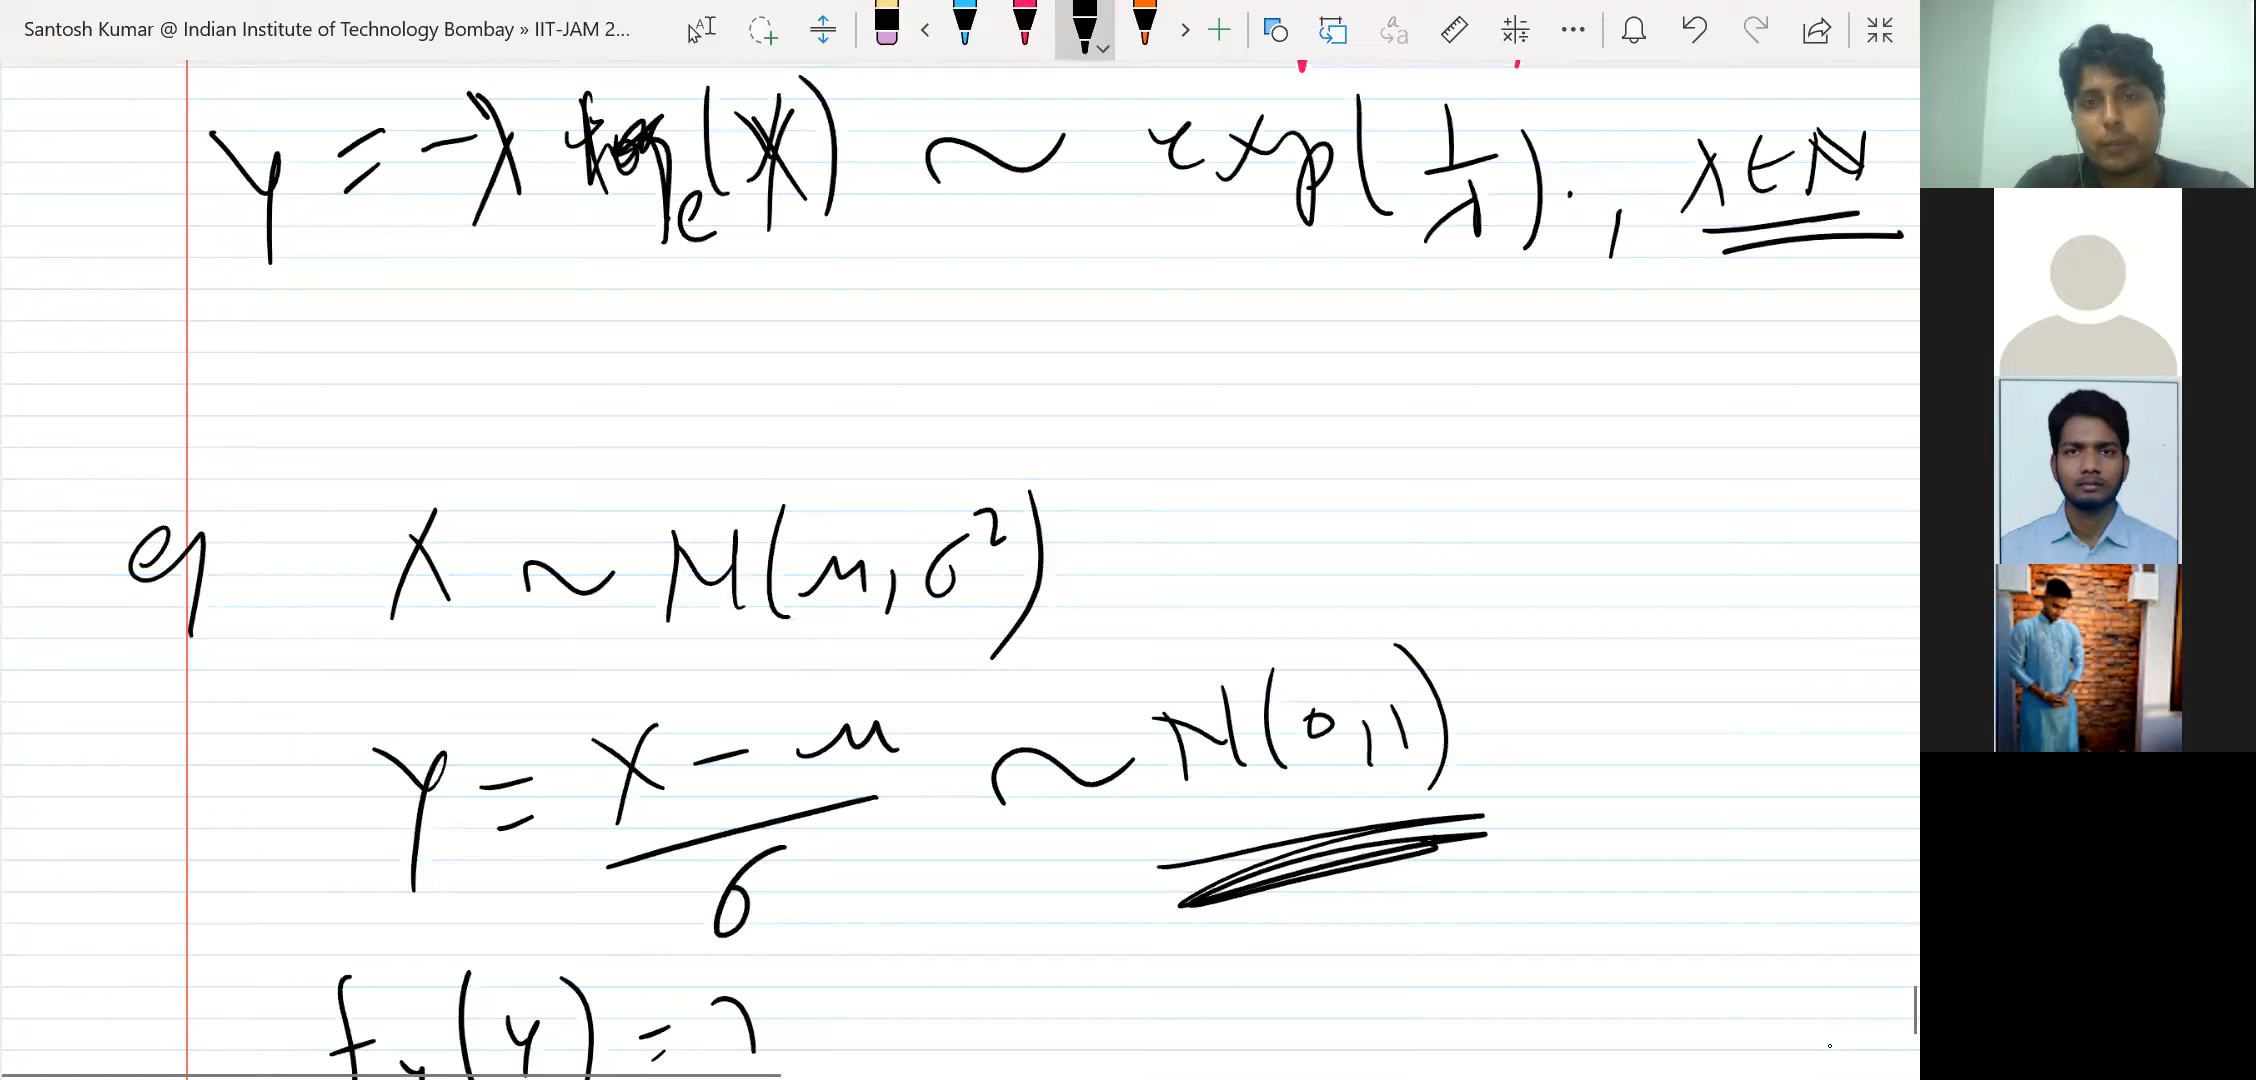 Santosh Kumar @ Indian Institute of Technology Bombay » IIT-JAM 2...
Y = -λ log_e(X) ~ exp(1/λ)., λ ∈ N
eg X ~ N(μ, σ²)
Y = (X - μ)/σ ~ N(0,1)
f_Y(y) = ?